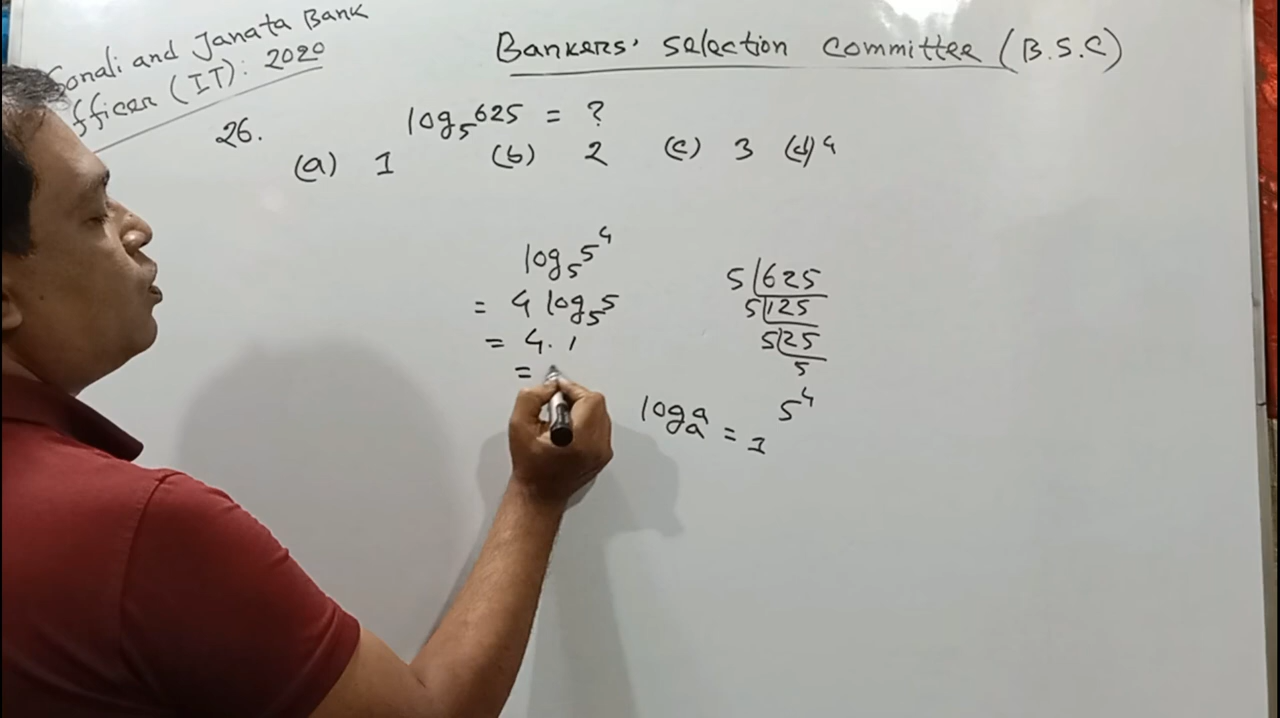 Sonali and Janata Bank
fficer (IT): 2020
Bankers' selection committee (B.S.C)
26. log₅625 = ?
(a) 1 (b) 2 (c) 3 (d) 4
log₅5⁴
= 4 log₅5
= 4. 1
=
5 625
5 125
5 25
5
5⁴
logₐa = 1